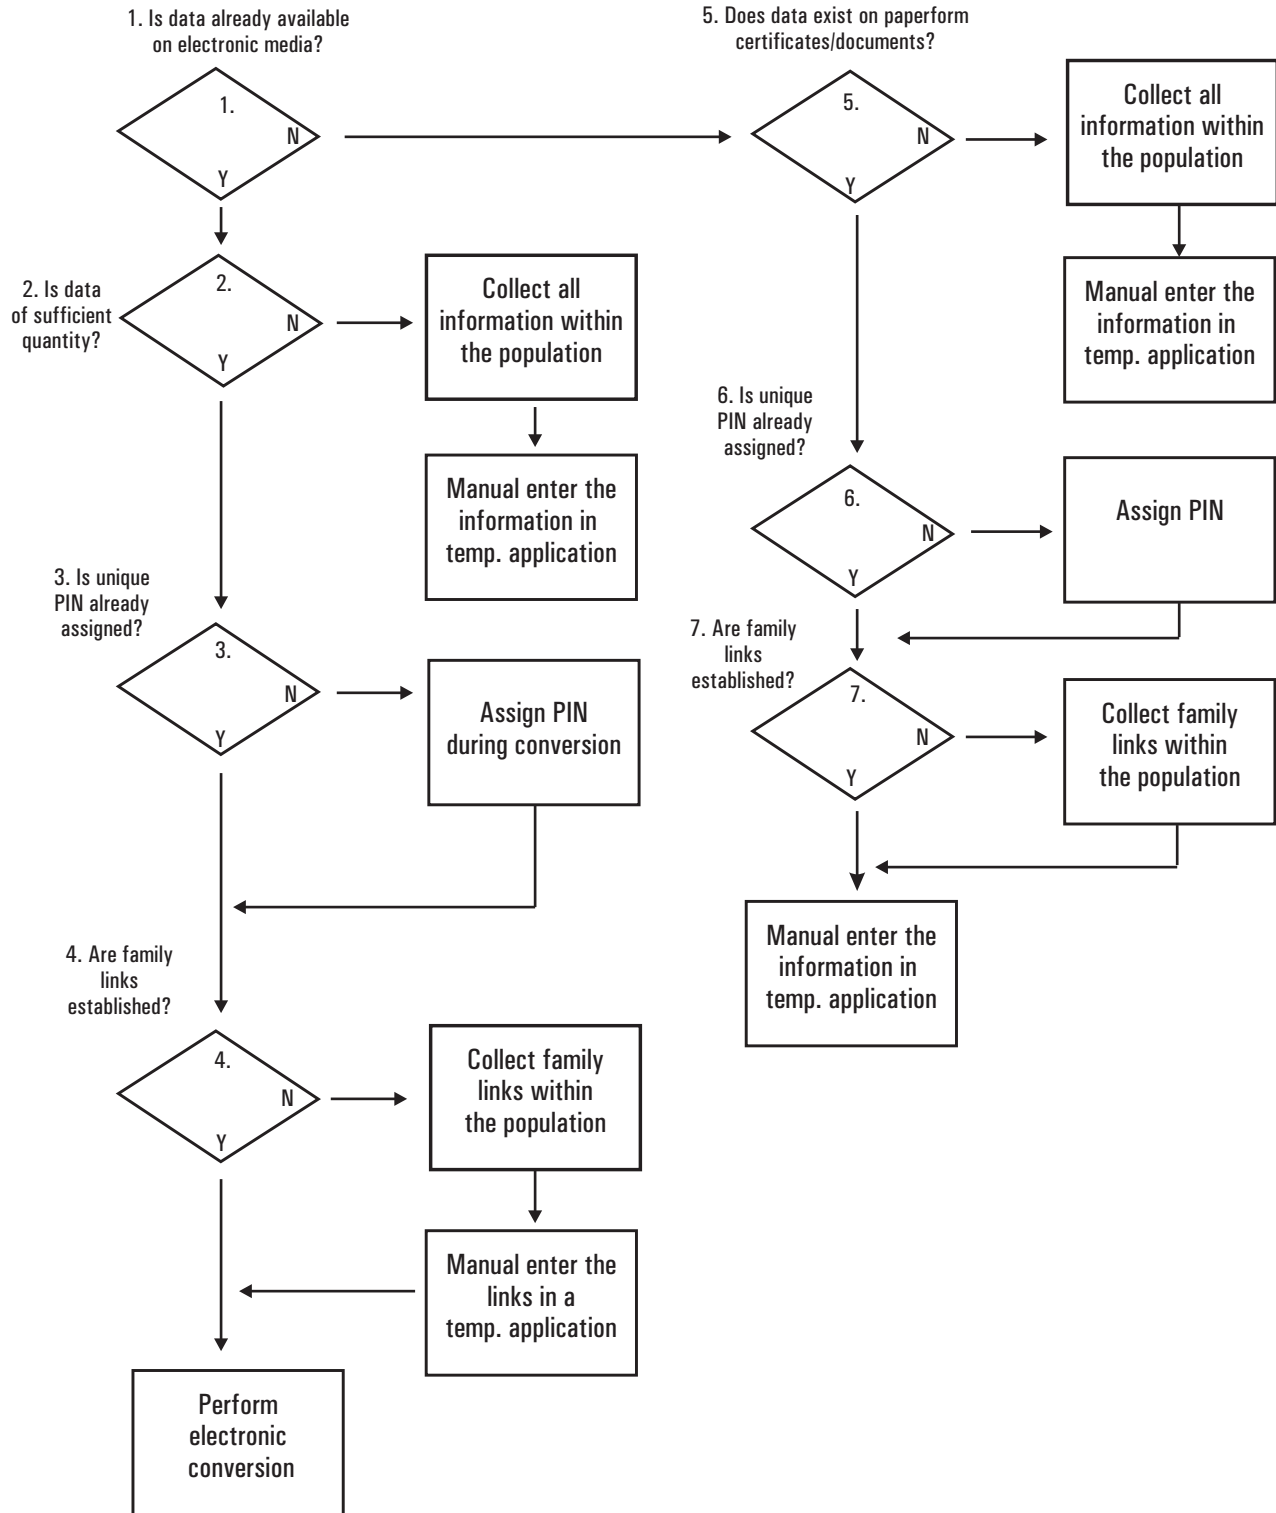 1. Is data already available
on electronic media?
1.
N
Y
2. Is data
of sufficient
quantity?
2.
N
Y
Collect all
information within
the population
Manual enter the
information in
temp. application
3. Is unique
PIN already
assigned?
3.
N
Y
Assign PIN
during conversion
4. Are family
links
established?
4.
N
Y
Collect family
links within
the population
Manual enter the
links in a
temp. application
Perform
electronic
conversion
5. Does data exist on paperform
certificates/documents?
5.
N
Y
Collect all
information within
the population
Manual enter the
information in
temp. application
6. Is unique
PIN already
assigned?
6.
N
Y
Assign PIN
7. Are family
links
established?
7.
N
Y
Collect family
links within
the population
Manual enter the
information in
temp. application